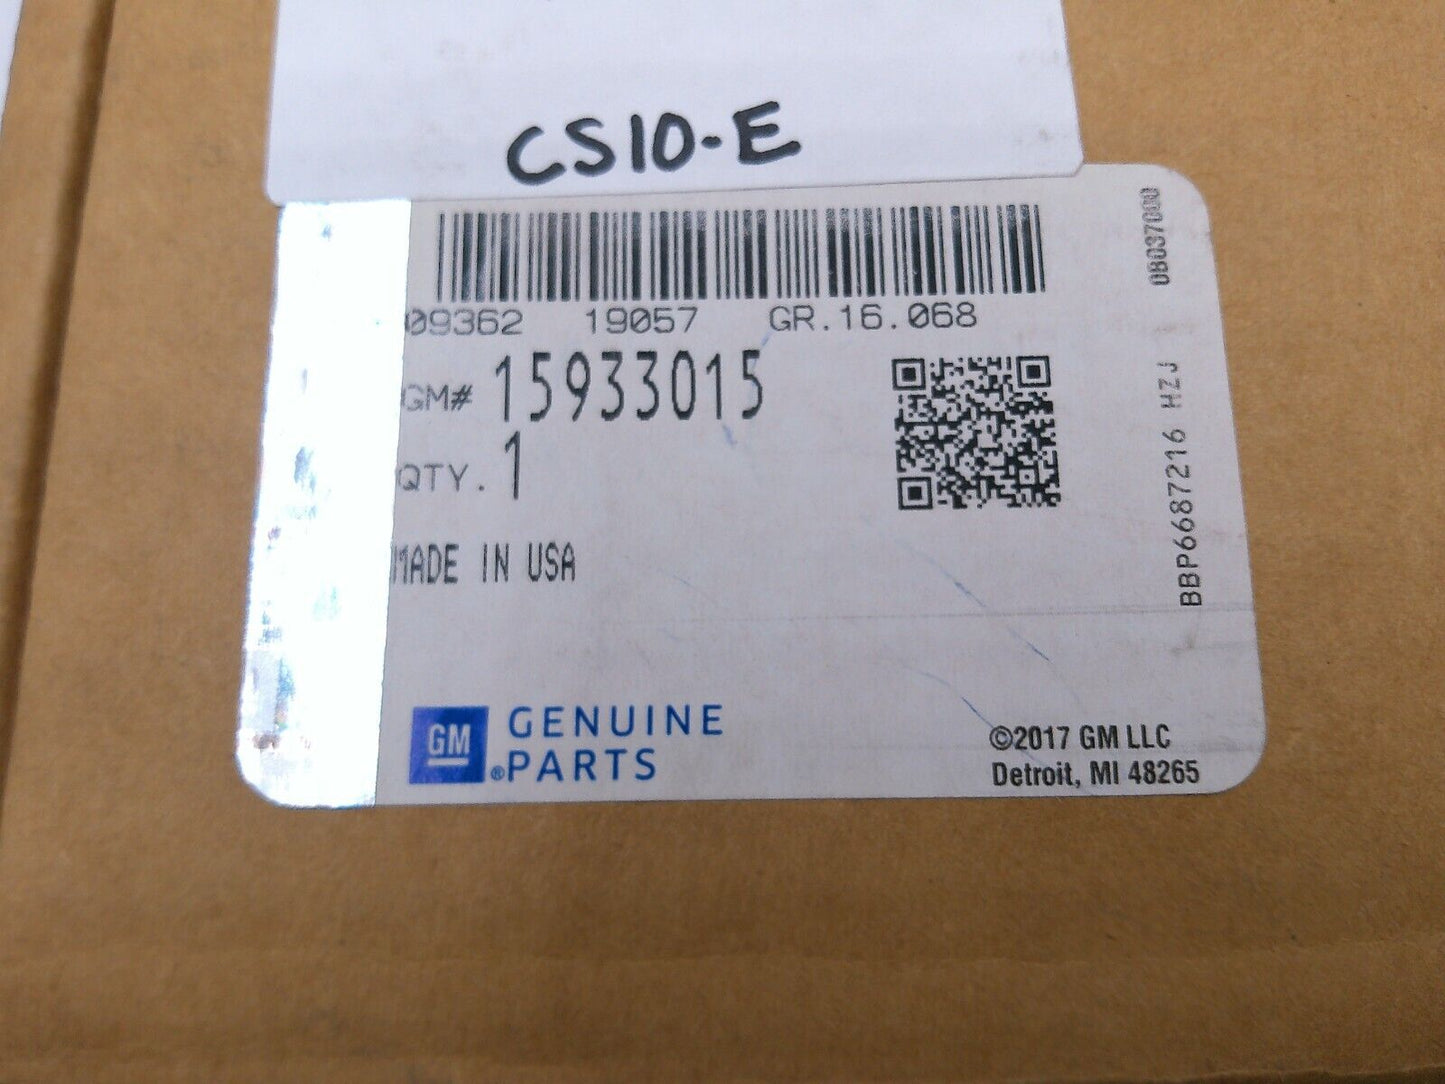 CS10-E
09362 19057 GR.16.068
GM# 15933015
QTY. 1
MADE IN USA
GM
GENUINE
®PARTS
©2017 GM LLC
Detroit, MI 48265
08037000
BBP6687216 HZJ